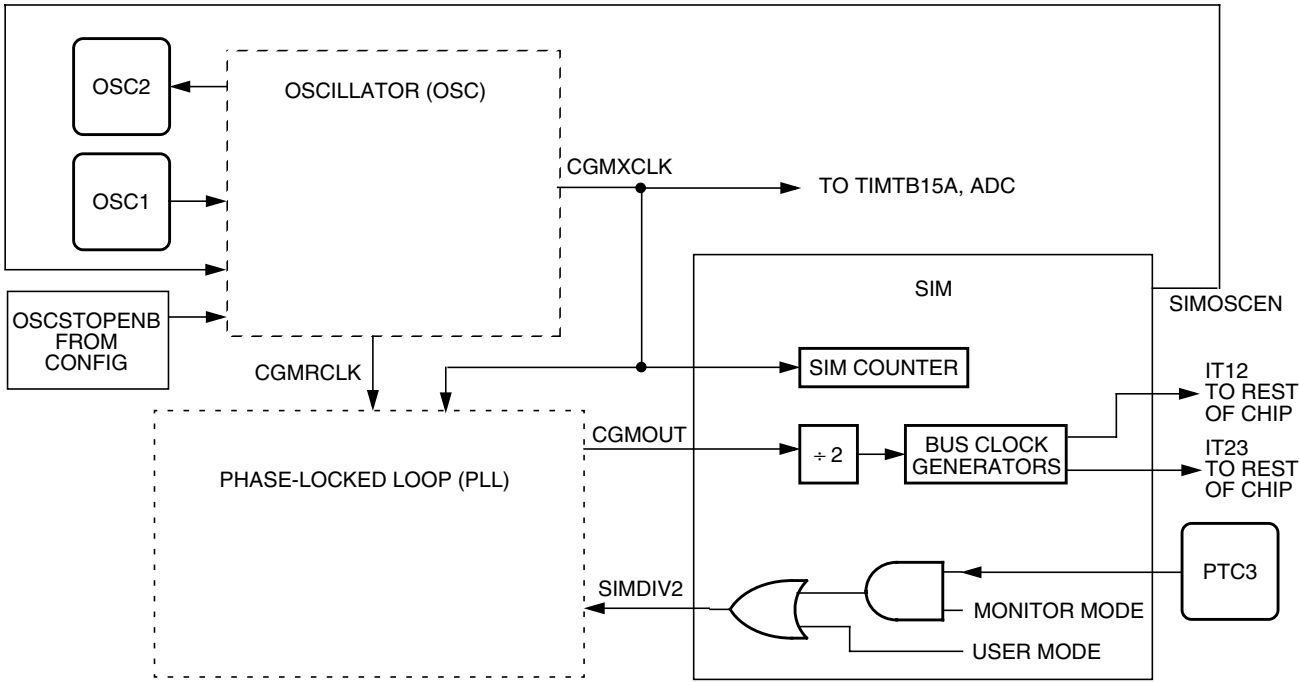 OSC2
OSCILLATOR (OSC)
CGMXCLK
TO TIMTB15A, ADC
OSC1
SIM
SIMOSCEN
OSCSTOPENB
FROM
CONFIG
CGMRCLK
SIM COUNTER
IT12
TO REST
OF CHIP
CGMOUT
÷ 2
BUS CLOCK
GENERATORS
IT23
TO REST
OF CHIP
PHASE-LOCKED LOOP (PLL)
PTC3
SIMDIV2
MONITOR MODE
USER MODE